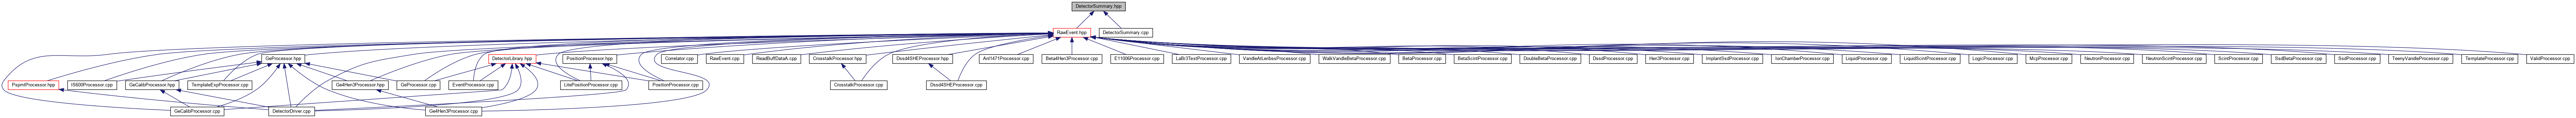 DetectorSummary.hpp
RawEvent.hpp
DetectorSummary.cpp
GeProcessor.hpp
DetectorLibrary.hpp
PositionProcessor.hpp
Correlator.cpp
RawEvent.cpp
ReadBuffDataA.cpp
CrosstalkProcessor.hpp
Dssd4SHEProcessor.hpp
Anl1471Processor.cpp
Beta4Hen3Processor.cpp
E11006Processor.cpp
LaBr3TestProcessor.cpp
VandleAtLeribssProcessor.cpp
WalkVandleBetaProcessor.cpp
BetaProcessor.cpp
BetaScintProcessor.cpp
DoubleBetaProcessor.cpp
DssdProcessor.cpp
Hen3Processor.cpp
ImplantSsdProcessor.cpp
IonChamberProcessor.cpp
LiquidProcessor.cpp
LiquidScintProcessor.cpp
LogicProcessor.cpp
McpProcessor.cpp
NeutronProcessor.cpp
NeutronScintProcessor.cpp
ScintProcessor.cpp
SsdBetaProcessor.cpp
SsdProcessor.cpp
TeenyVandleProcessor.cpp
TemplateProcessor.cpp
ValidProcessor.cpp
PspmtProcessor.hpp
IS600Processor.cpp
GeCalibProcessor.hpp
TemplateExpProcessor.cpp
Ge4Hen3Processor.hpp
GeProcessor.cpp
EventProcessor.cpp
LitePositionProcessor.cpp
PositionProcessor.cpp
CrosstalkProcessor.cpp
Dssd4SHEProcessor.cpp
GeCalibProcessor.cpp
DetectorDriver.cpp
Ge4Hen3Processor.cpp